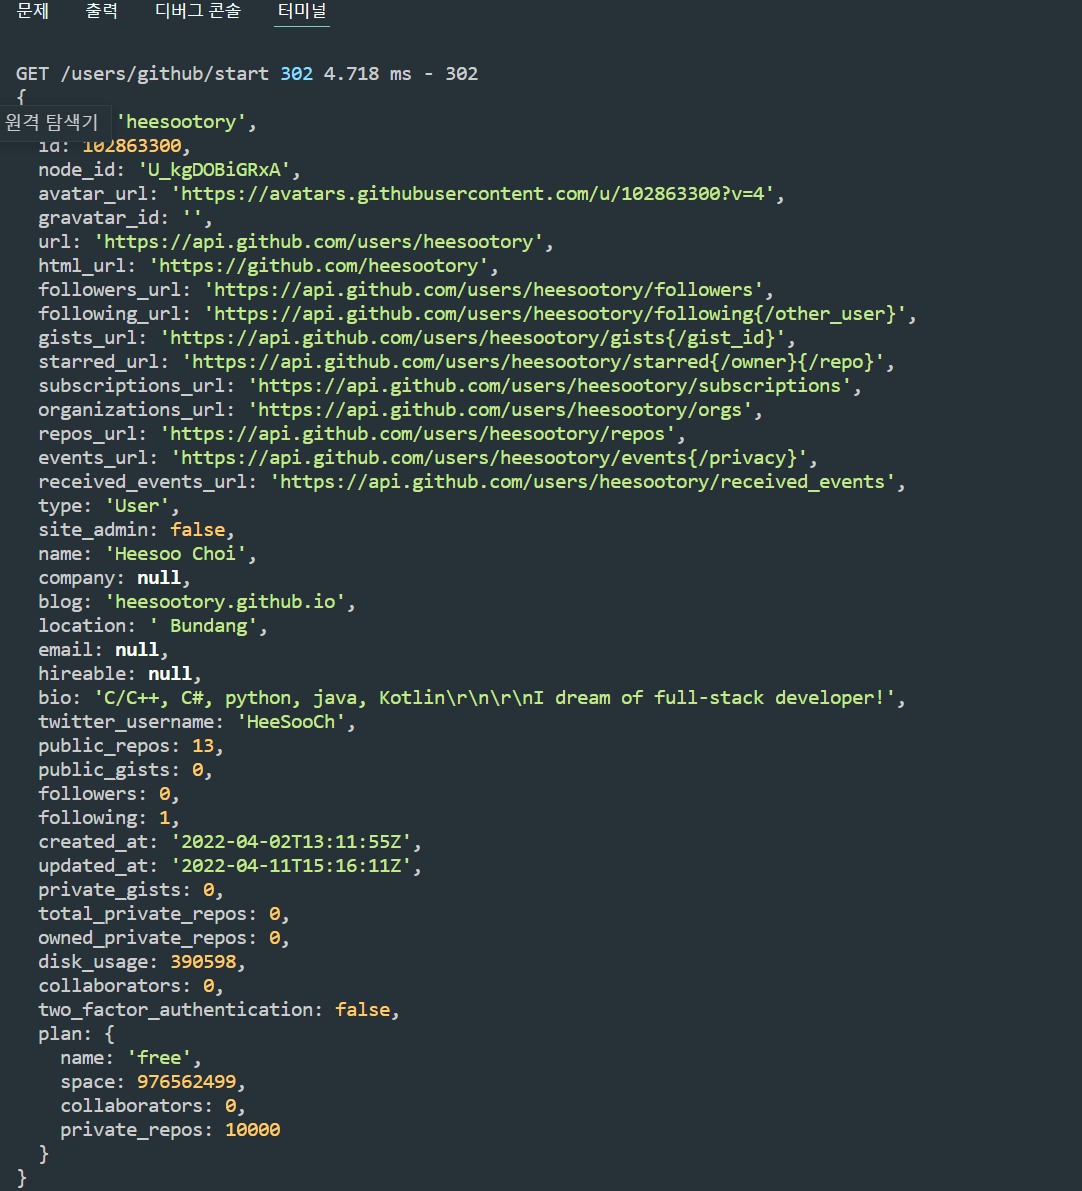 문제 출력 디버그 콘솔 터미널
GET /users/github/start 302 4.718 ms - 302
{
원격 탐색기 'heesootory',
id: 102863300,
node_id: 'U_kgDOBiGRxA',
avatar_url: 'https://avatars.githubusercontent.com/u/102863300?v=4',
gravatar_id: '',
url: 'https://api.github.com/users/heesootory',
html_url: 'https://github.com/heesootory',
followers_url: 'https://api.github.com/users/heesootory/followers',
following_url: 'https://api.github.com/users/heesootory/following{/other_user}',
gists_url: 'https://api.github.com/users/heesootory/gists{/gist_id}',
starred_url: 'https://api.github.com/users/heesootory/starred{/owner}{/repo}',
subscriptions_url: 'https://api.github.com/users/heesootory/subscriptions',
organizations_url: 'https://api.github.com/users/heesootory/orgs',
repos_url: 'https://api.github.com/users/heesootory/repos',
events_url: 'https://api.github.com/users/heesootory/events{/privacy}',
received_events_url: 'https://api.github.com/users/heesootory/received_events',
type: 'User',
site_admin: false,
name: 'Heesoo Choi',
company: null,
blog: 'heesootory.github.io',
location: ' Bundang',
email: null,
hireable: null,
bio: 'C/C++, C#, python, java, Kotlin\r\n\r\nI dream of full-stack developer!',
twitter_username: 'HeeSooCh',
public_repos: 13,
public_gists: 0,
followers: 0,
following: 1,
created_at: '2022-04-02T13:11:55Z',
updated_at: '2022-04-11T15:16:11Z',
private_gists: 0,
total_private_repos: 0,
owned_private_repos: 0,
disk_usage: 390598,
collaborators: 0,
two_factor_authentication: false,
plan: {
name: 'free',
space: 976562499,
collaborators: 0,
private_repos: 10000
}
}